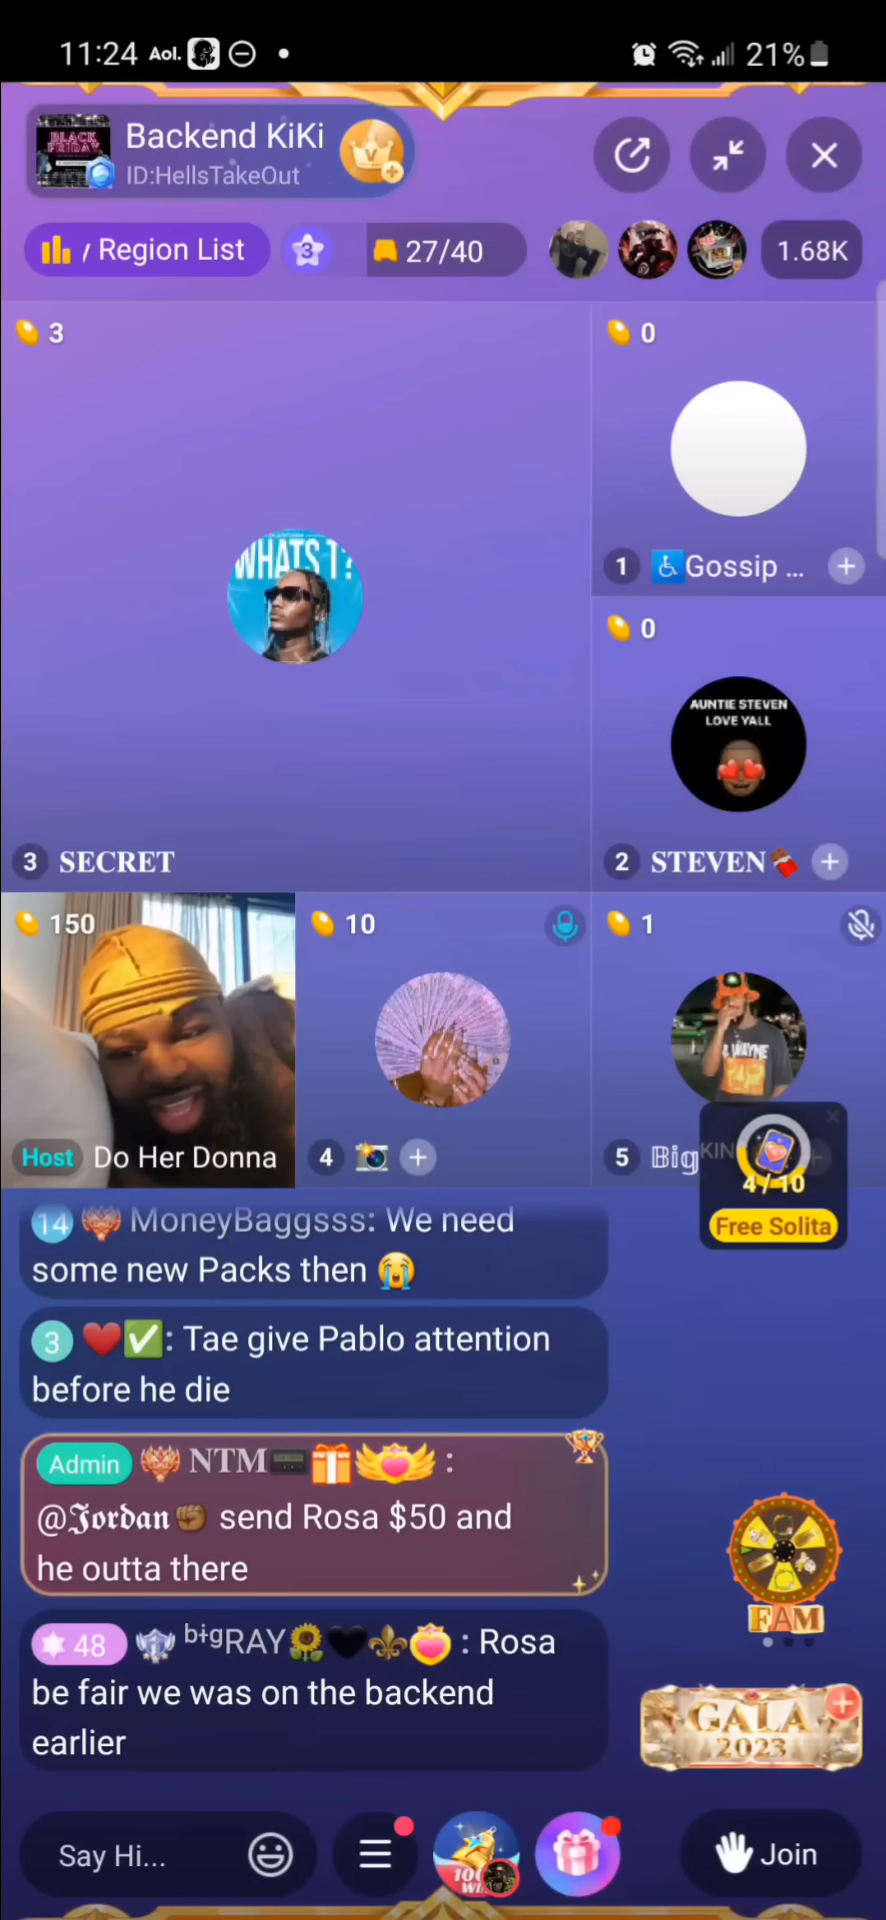 11:24 Aol. 21%
BLACK
FRIDAY
Backend KiKi
ID:HellsTakeOut
/ Region List 3 27/40 1.68K
3
0
WHATS 1?
1 ♿Gossip ...
0
AUNTIE STEVEN
LOVE YALL
3 SECRET
2 STEVEN🍫
150
10
1
WAYNE
Host Do Her Donna
4 📸
5 BigKIN
4/10
Free Solita
14 MoneyBaggsss: We need
some new Packs then 😭
3 ❤️✅: Tae give Pablo attention
before he die
Admin NTM📟🎁 :
@Jordan✊🏾 send Rosa $50 and
he outta there
48 bigRAY🌻🖤⚜️ : Rosa
be fair we was on the backend
earlier
FAM
GALA
2023
Say Hi...
Join